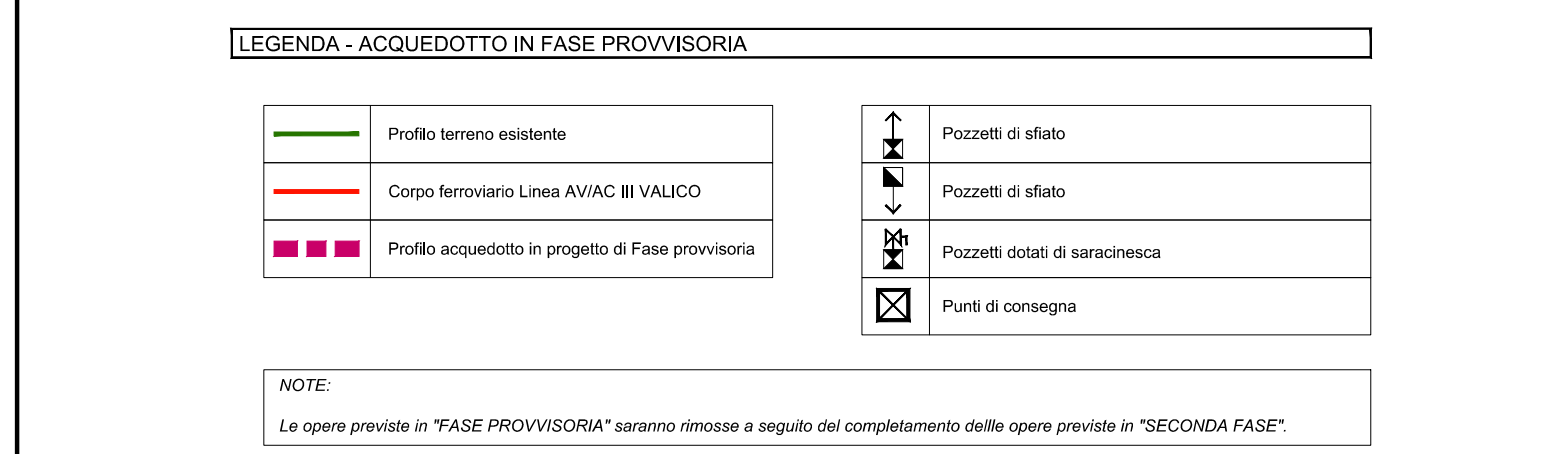 LEGENDA - ACQUEDOTTO IN FASE PROVVISORIA
Profilo terreno esistente
Corpo ferroviario Linea AV/AC III VALICO
Profilo acquedotto in progetto di Fase provvisoria
Pozzetti di sfiato
Pozzetti di sfiato
Pozzetti dotati di saracinesca
Punti di consegna
NOTE:
Le opere previste in "FASE PROVVISORIA" saranno rimosse a seguito del completamento dellle opere previste in "SECONDA FASE".